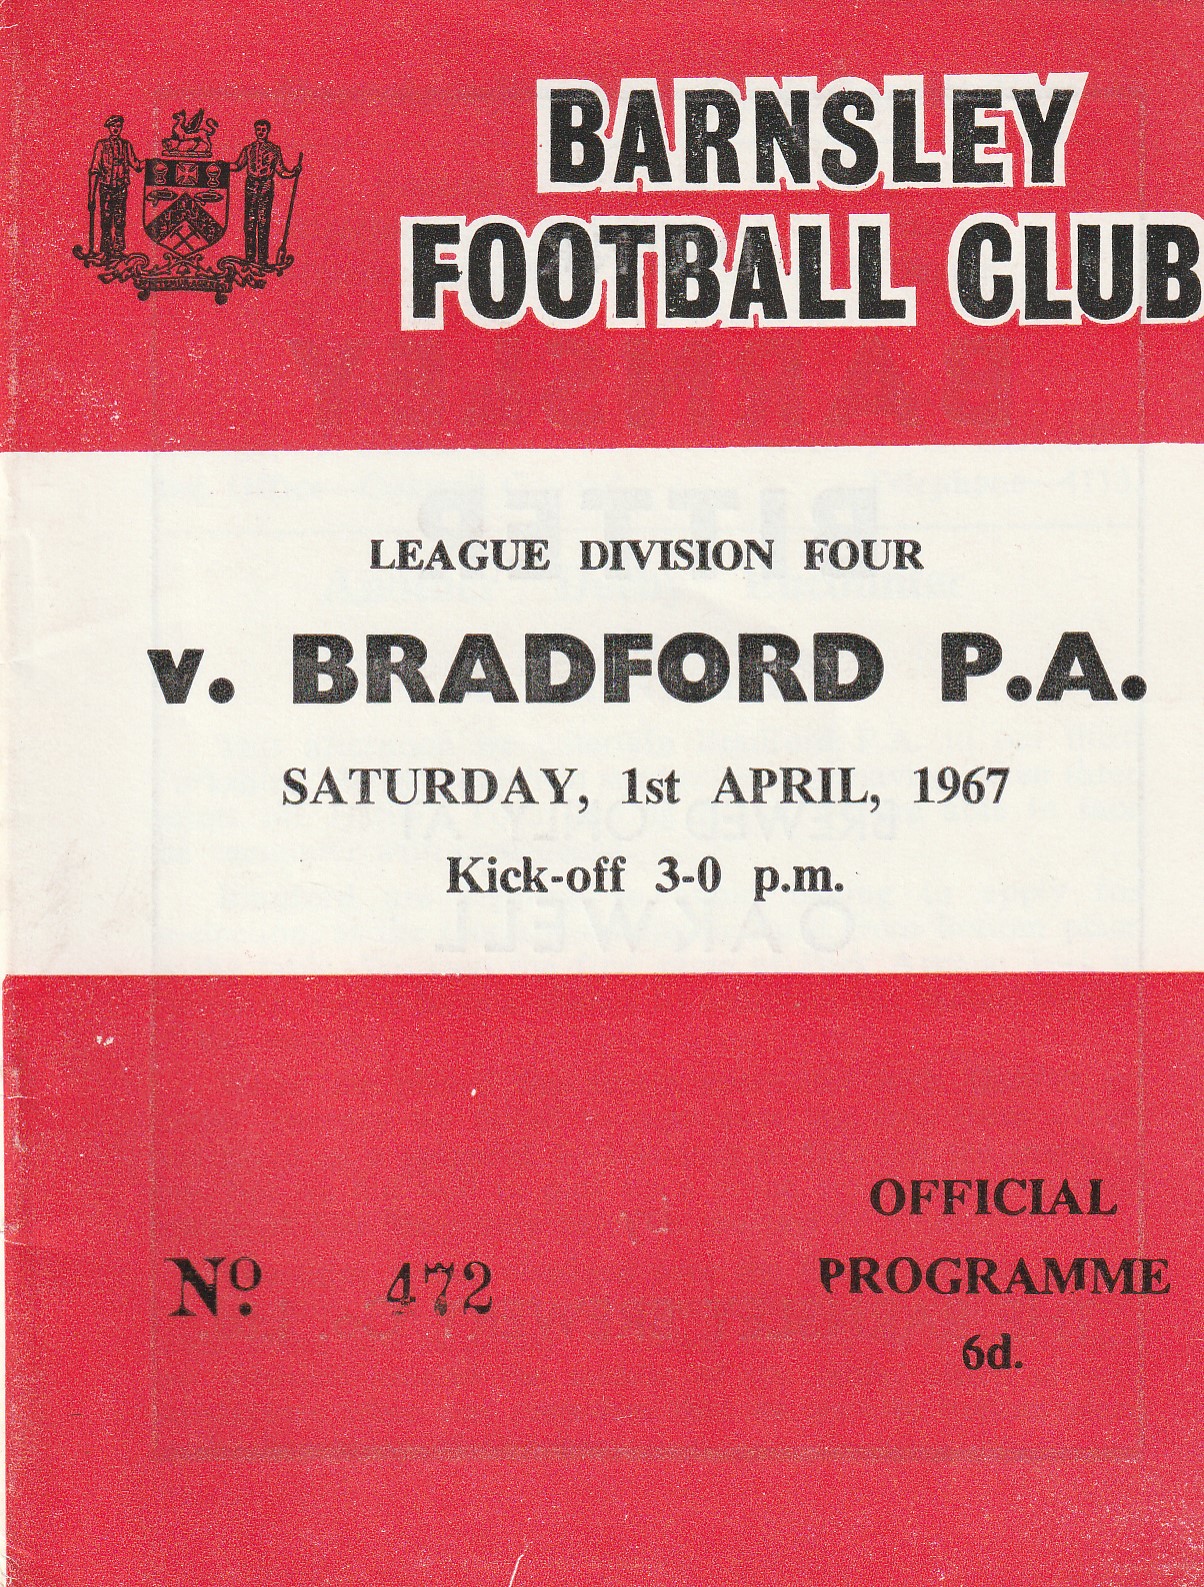 BARNSLEY
FOOTBALL CLUB
LEAGUE DIVISION FOUR
v. BRADFORD P.A.
SATURDAY, 1st APRIL, 1967
Kick-off 3-0 p.m.
OFFICIAL
PROGRAMME
6d.
No. 472